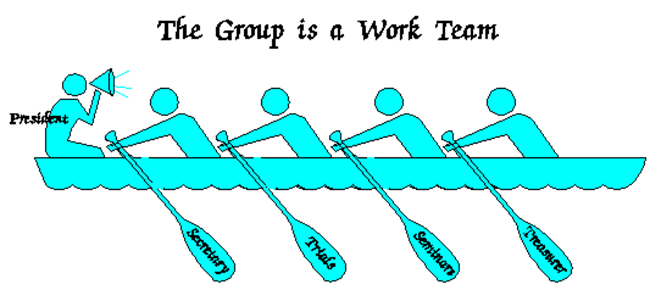 The Group is a Work Team
President
Secretary
Trials
Seminars
Treasurer